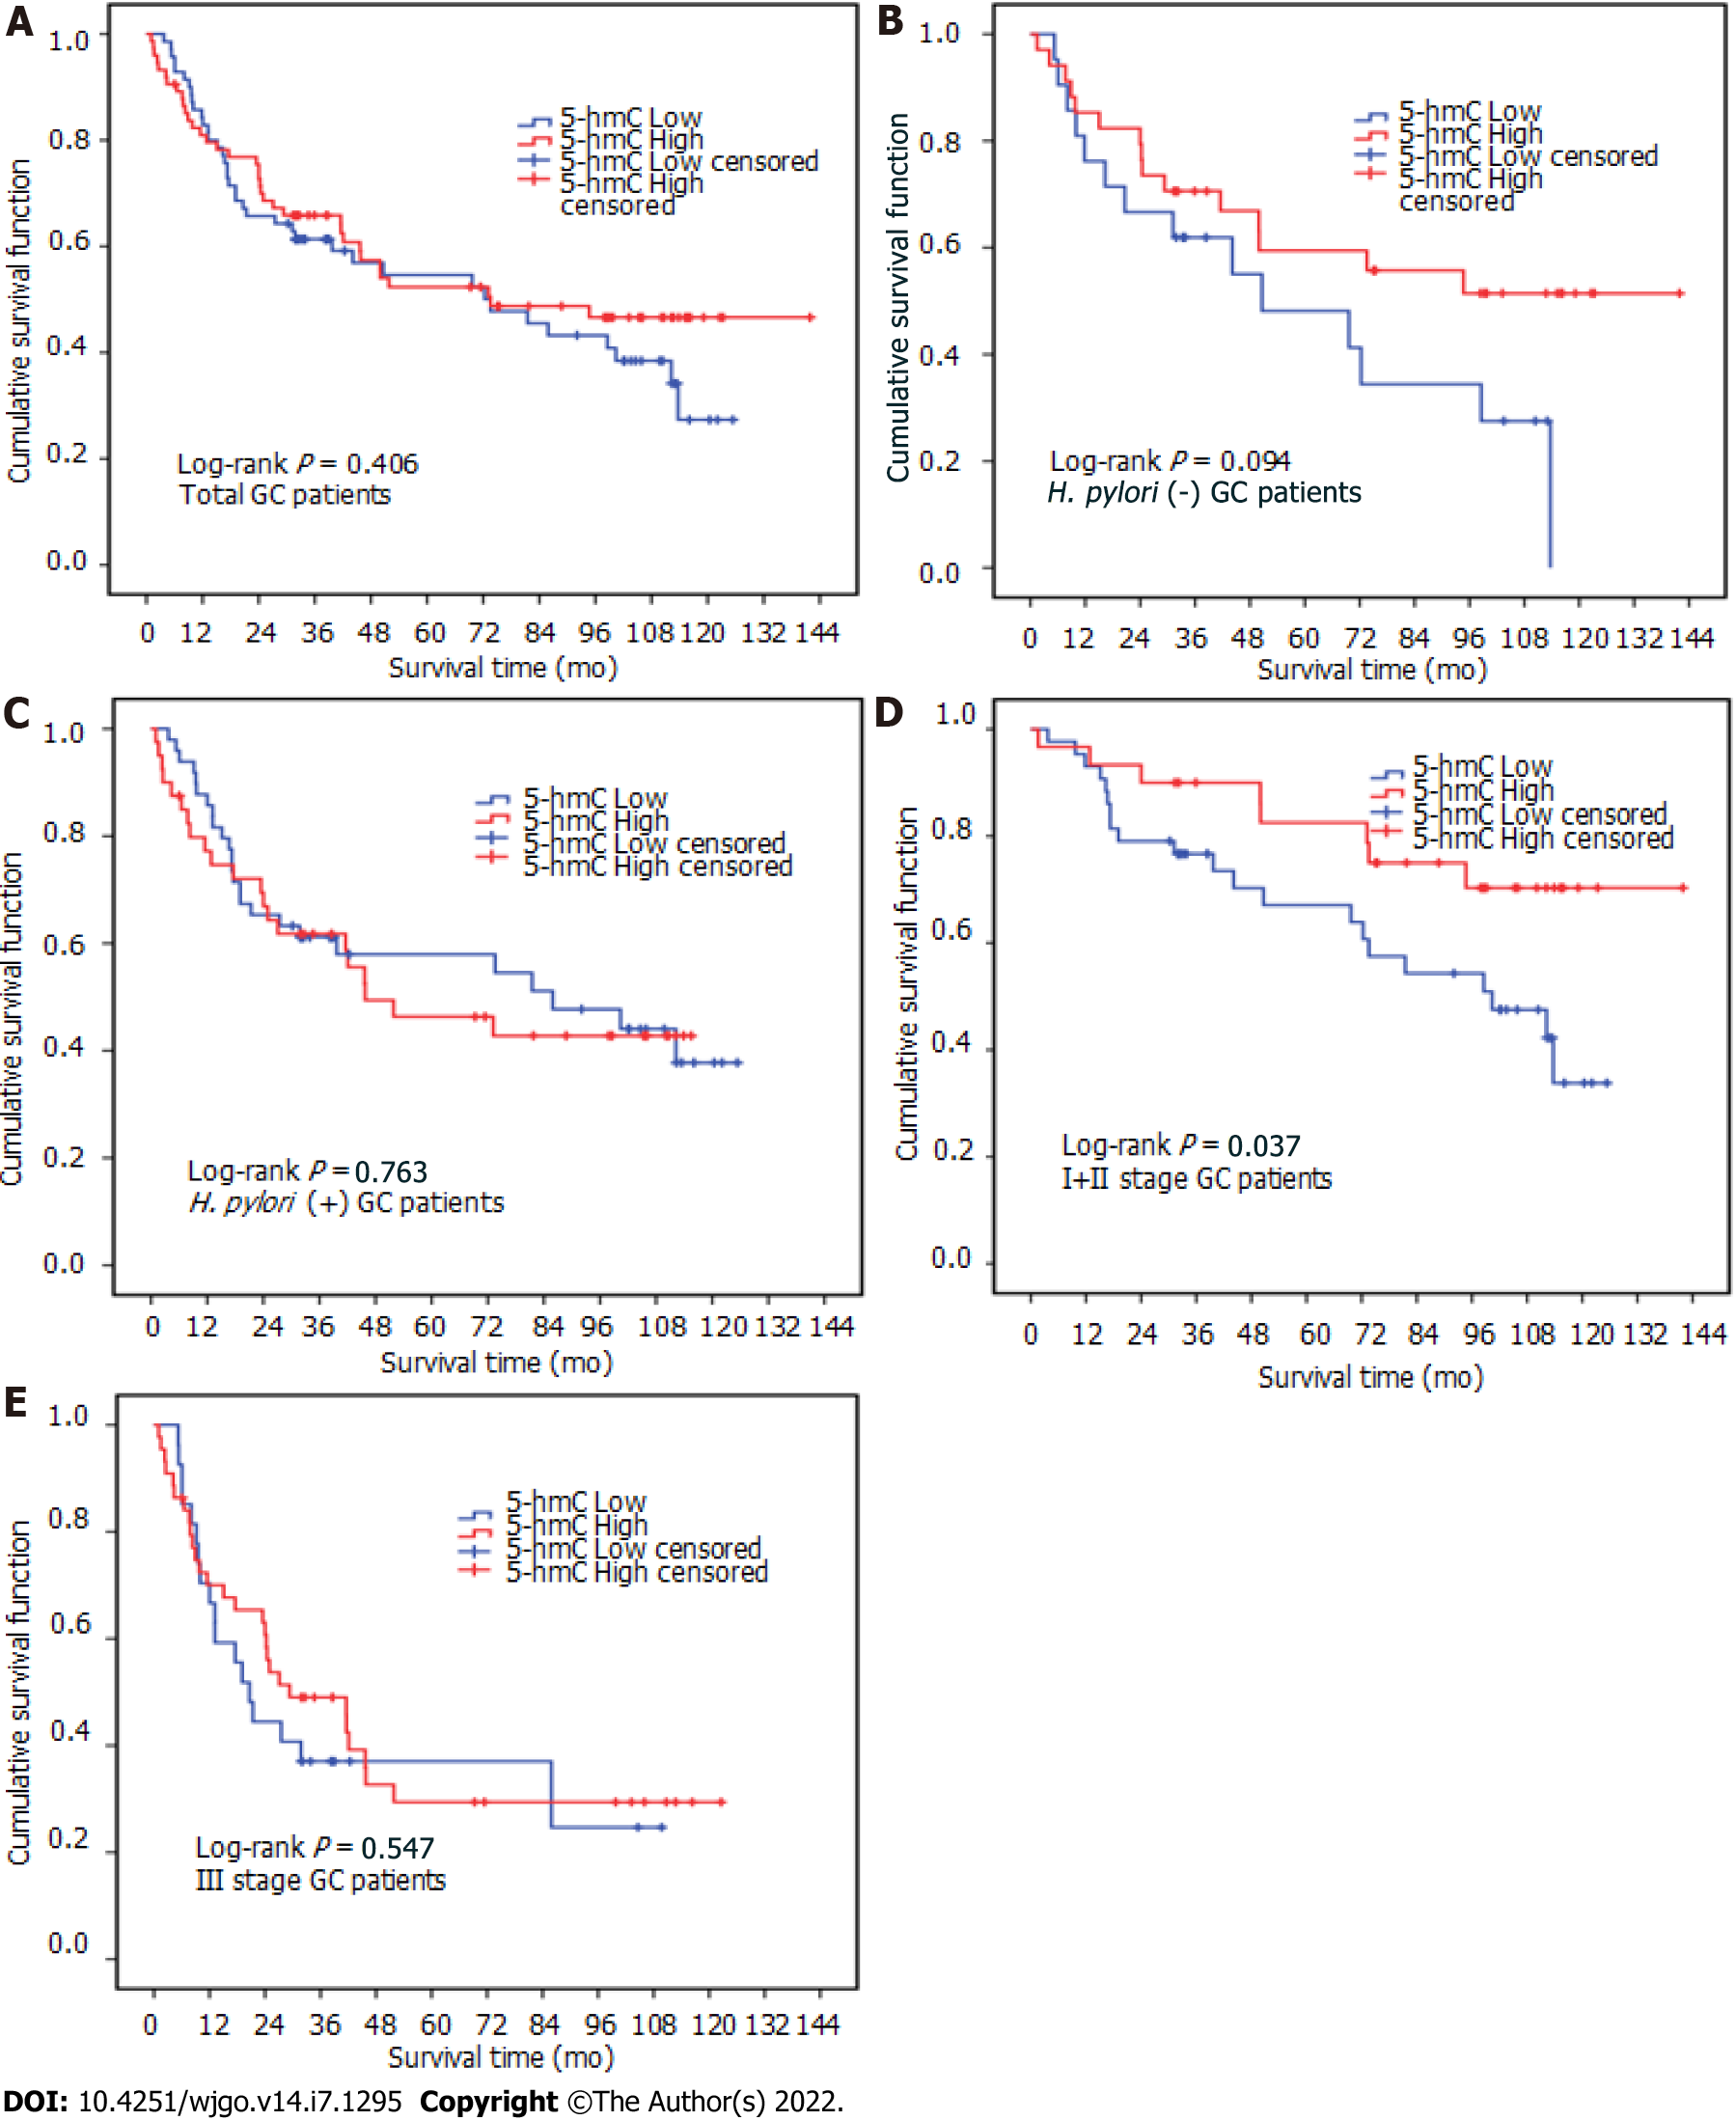 A
Cumulative survival function
1.0
0.8
0.6
0.4
0.2
0.0
5-hmC Low
5-hmC High
5-hmC Low censored
5-hmC High
censored
Log-rank P = 0.406
Total GC patients
0 12 24 36 48 60 72 84 96 108 120 132 144
Survival time (mo)
B
Cumulative survival function
1.0
0.8
0.6
0.4
0.2
0.0
5-hmC Low
5-hmC High
5-hmC Low censored
5-hmC High
censored
Log-rank P = 0.094
H. pylori (-) GC patients
0 12 24 36 48 60 72 84 96 108 120 132 144
Survival time (mo)
C
Cumulative survival function
1.0
0.8
0.6
0.4
0.2
0.0
5-hmC Low
5-hmC High
5-hmC Low censored
5-hmC High censored
Log-rank P = 0.763
H. pylori (+) GC patients
0 12 24 36 48 60 72 84 96 108 120 132 144
Survival time (mo)
D
Cumulative survival function
1.0
0.8
0.6
0.4
0.2
0.0
5-hmC Low
5-hmC High
5-hmC Low censored
5-hmC High censored
Log-rank P = 0.037
I+II stage GC patients
0 12 24 36 48 60 72 84 96 108 120 132 144
Survival time (mo)
E
Cumulative survival function
1.0
0.8
0.6
0.4
0.2
0.0
5-hmC Low
5-hmC High
5-hmC Low censored
5-hmC High censored
Log-rank P = 0.547
III stage GC patients
0 12 24 36 48 60 72 84 96 108 120 132 144
Survival time (mo)
DOI: 10.4251/wjgo.v14.i7.1295 Copyright ©The Author(s) 2022.